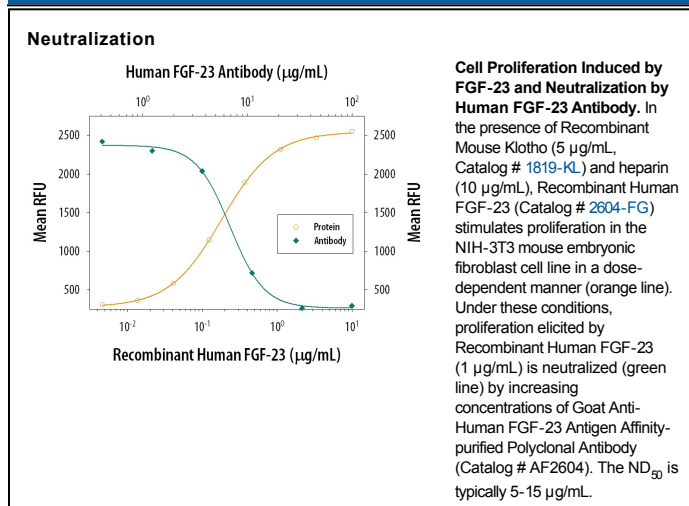 Neutralization
Human FGF-23 Antibody (µg/mL)
10⁰ 10¹ 10²
2500 2500
2000 2000
1500 1500
1000 1000
500 500
Mean RFU
Mean RFU
Protein
Antibody
10⁻² 10⁻¹ 10⁰ 10¹
Recombinant Human FGF-23 (µg/mL)
Cell Proliferation Induced by
FGF-23 and Neutralization by
Human FGF-23 Antibody. In
the presence of Recombinant
Mouse Klotho (5 µg/mL,
Catalog # 1819-KL) and heparin
(10 µg/mL), Recombinant Human
FGF-23 (Catalog # 2604-FG)
stimulates proliferation in the
NIH-3T3 mouse embryonic
fibroblast cell line in a dose-
dependent manner (orange line).
Under these conditions,
proliferation elicited by
Recombinant Human FGF-23
(1 µg/mL) is neutralized (green
line) by increasing
concentrations of Goat Anti-
Human FGF-23 Antigen Affinity-
purified Polyclonal Antibody
(Catalog # AF2604). The ND50 is
typically 5-15 µg/mL.